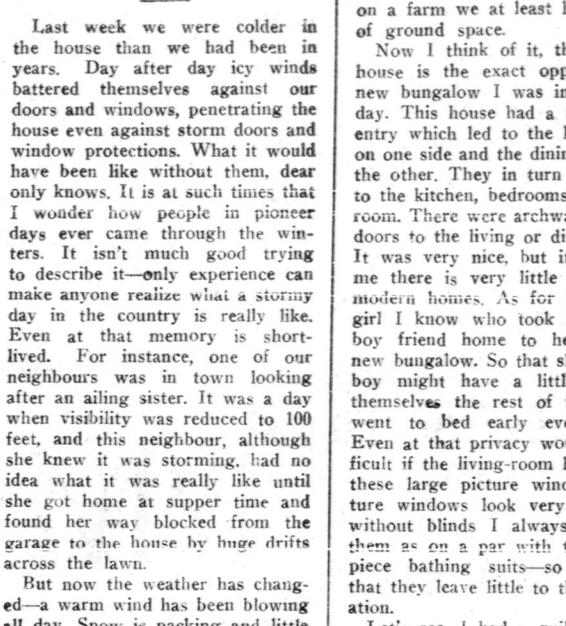 Last week we were colder in
the house than we had been in
years. Day after day icy winds
battered themselves against our
doors and windows, penetrating the
house even against storm doors and
window protections. What it would
have been like without them, dear
only knows. It is at such times that
I wonder how people in pioneer
days ever came through the win-
ters. It isn't much good trying
to describe it—only experience can
make anyone realize what a stormy
day in the country is really like.
Even at that memory is short-
lived. For instance, one of our
neighbours was in town looking
after an ailing sister. It was a day
when visibility was reduced to 100
feet, and this neighbour, although
she knew it was storming, had no
idea what it was really like until
she got home at supper time and
found her way blocked from the
garage to the house by huge drifts
across the lawn.
But now the weather has chang-
ed—a warm wind has been blowing
all day. Snow is packing and little
on a farm we at least
of ground space.
Now I think of it,
house is the exact
new bungalow I was
day. This house had a
entry which led to the
on one side and the
the other. They in turn
to the kitchen, bedrooms
room. There were
doors to the living or
It was very nice, but
me there is very little
modern homes. As for
girl I know who took
boy friend home to
new bungalow. So that
boy might have a
themselves the rest of
went to bed early
Even at that privacy
ficult if the living-room
these large picture
ture windows look very
without blinds I always
them as on a par with
piece bathing suits—so
that they leave little to
ation.